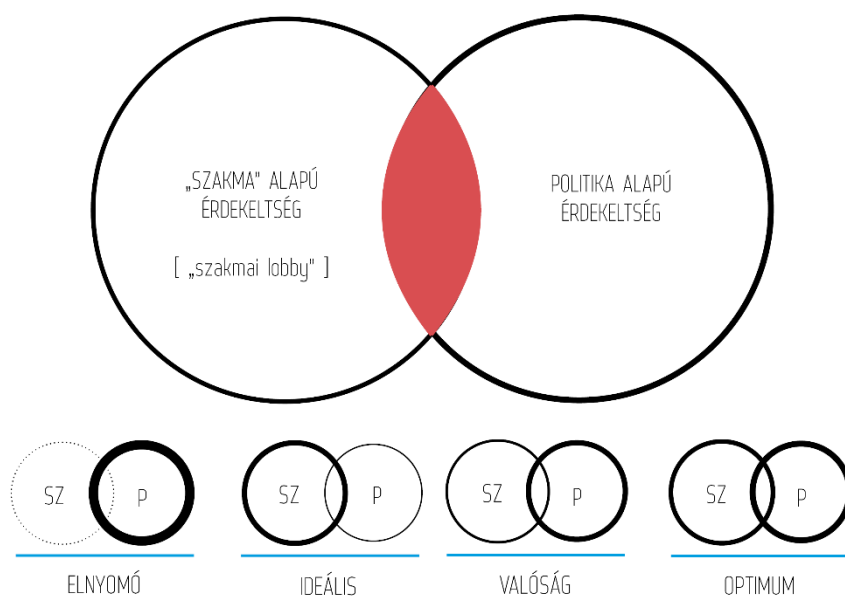 „SZAKMA" ALAPÚ
ÉRDEKELTSÉG
[ „szakmai lobby" ]
POLITIKA ALAPÚ
ÉRDEKELTSÉG
SZ P
SZ P
SZ P
SZ P
ELNYOMÓ
IDEÁLIS
VALÓSÁG
OPTIMUM